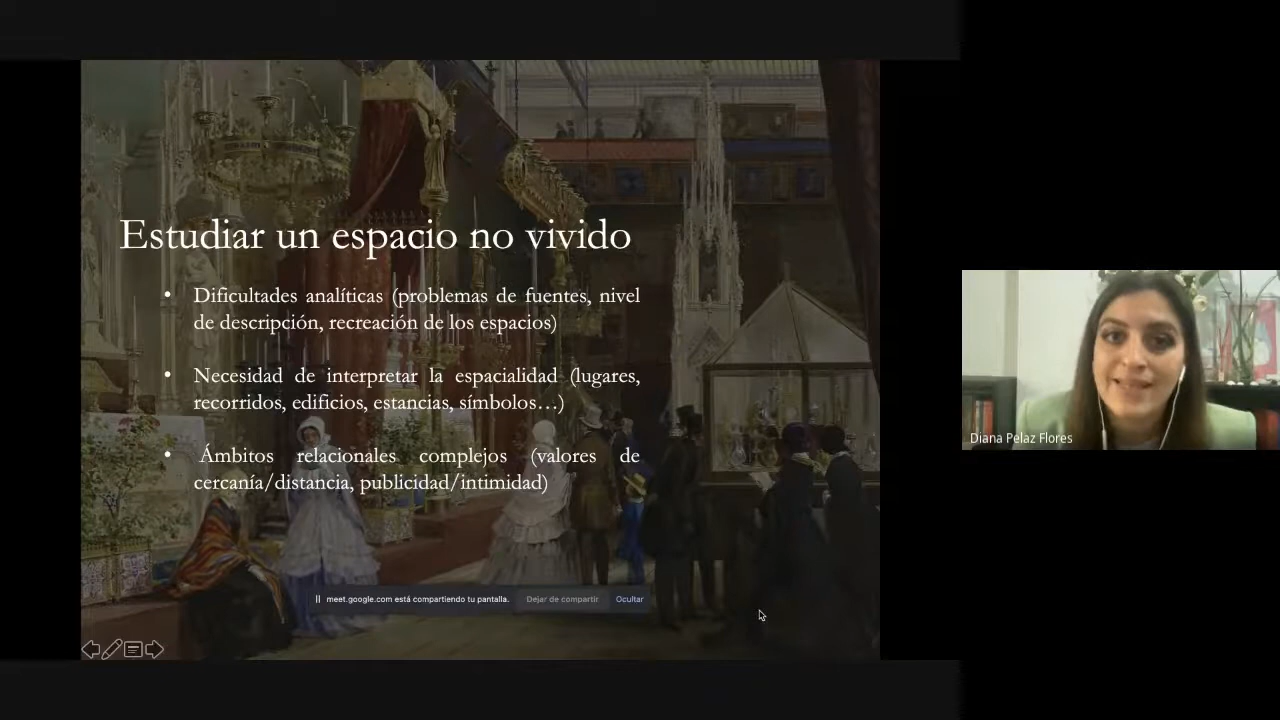 Estudiar un espacio no vivido
• Dificultades analíticas (problemas de fuentes, nivel
de descripción, recreación de los espacios)
• Necesidad de interpretar la espacialidad (lugares,
recorridos, edificios, estancias, símbolos…)
• Ámbitos relacionales complejos (valores de
cercanía/distancia, publicidad/intimidad)
meet.google.com está compartiendo tu pantalla. Dejar de compartir Ocultar
Diana Pelaz Flores